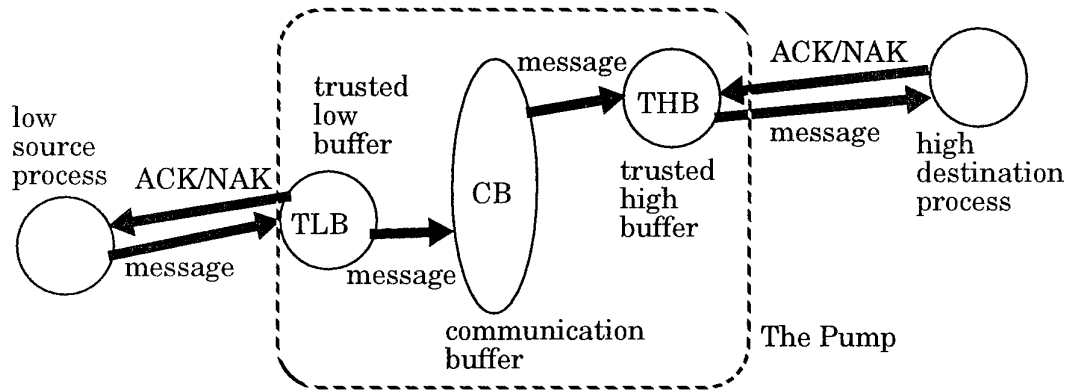 low
source
process
ACK/NAK
message
trusted
low
buffer
TLB
message
CB
communication
buffer
message
THB
trusted
high
buffer
ACK/NAK
message
high
destination
process
The Pump